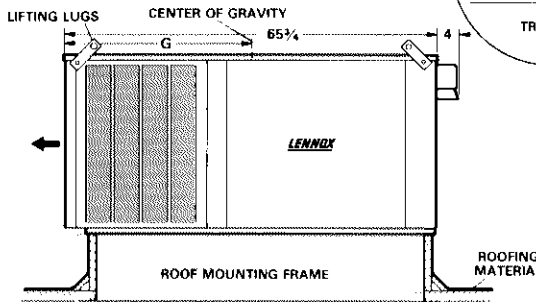 LIFTING LUGS
CENTER OF GRAVITY
G
65¾
4
TR
LENNOX
ROOF MOUNTING FRAME
ROOFING
MATERIA